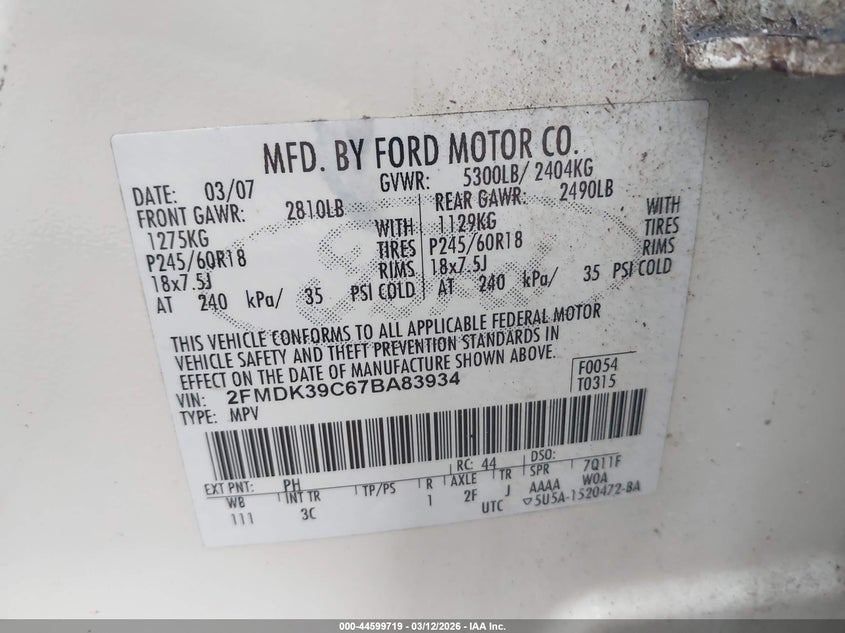 MFD. BY FORD MOTOR CO.
DATE: 03/07 GVWR: 5300LB/ 2404KG
FRONT GAWR: 2810LB REAR GAWR: 2490LB
1275KG WITH 1129KG WITH
P245/60R18 TIRES P245/60R18 TIRES
18x7.5J RIMS 18x7.5J RIMS
AT 240 kPa/ 35 PSI COLD AT 240 kPa/ 35 PSI COLD
THIS VEHICLE CONFORMS TO ALL APPLICABLE FEDERAL MOTOR
VEHICLE SAFETY AND THEFT PREVENTION STANDARDS IN
EFFECT ON THE DATE OF MANUFACTURE SHOWN ABOVE.
VIN: 2FMDK39C67BA83934 F0054
TYPE: MPV T0315
EXT PNT: PH RC: 44 DSO:
WB INT TR TP/PS R AXLE TR SPR 7Q11F
111 3C 1 2F J AAAA WOA
UTC ▽5U5A-1520472-BA
000-44599719 - 03/12/2026 - IAA Inc.